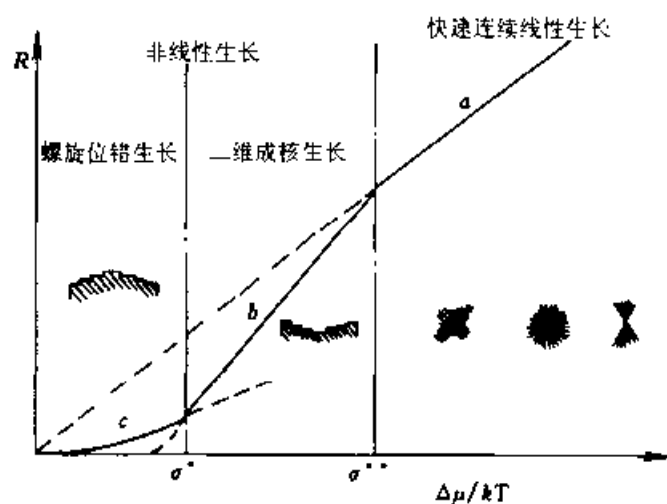 快速连续线性生长
非线性生长
R
a
螺旋位错生长
二维成核生长
b
c
σ*
σ**
Δμ/kT